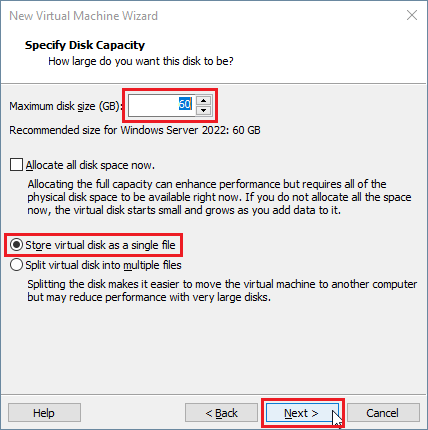 New Virtual Machine Wizard
Specify Disk Capacity
How large do you want this disk to be?
Maximum disk size (GB): 60
Recommended size for Windows Server 2022: 60 GB
Allocate all disk space now.
Allocating the full capacity can enhance performance but requires all of the
physical disk space to be available right now. If you do not allocate all the space
now, the virtual disk starts small and grows as you add data to it.
Store virtual disk as a single file
Split virtual disk into multiple files
Splitting the disk makes it easier to move the virtual machine to another computer
but may reduce performance with very large disks.
Help < Back Next > Cancel